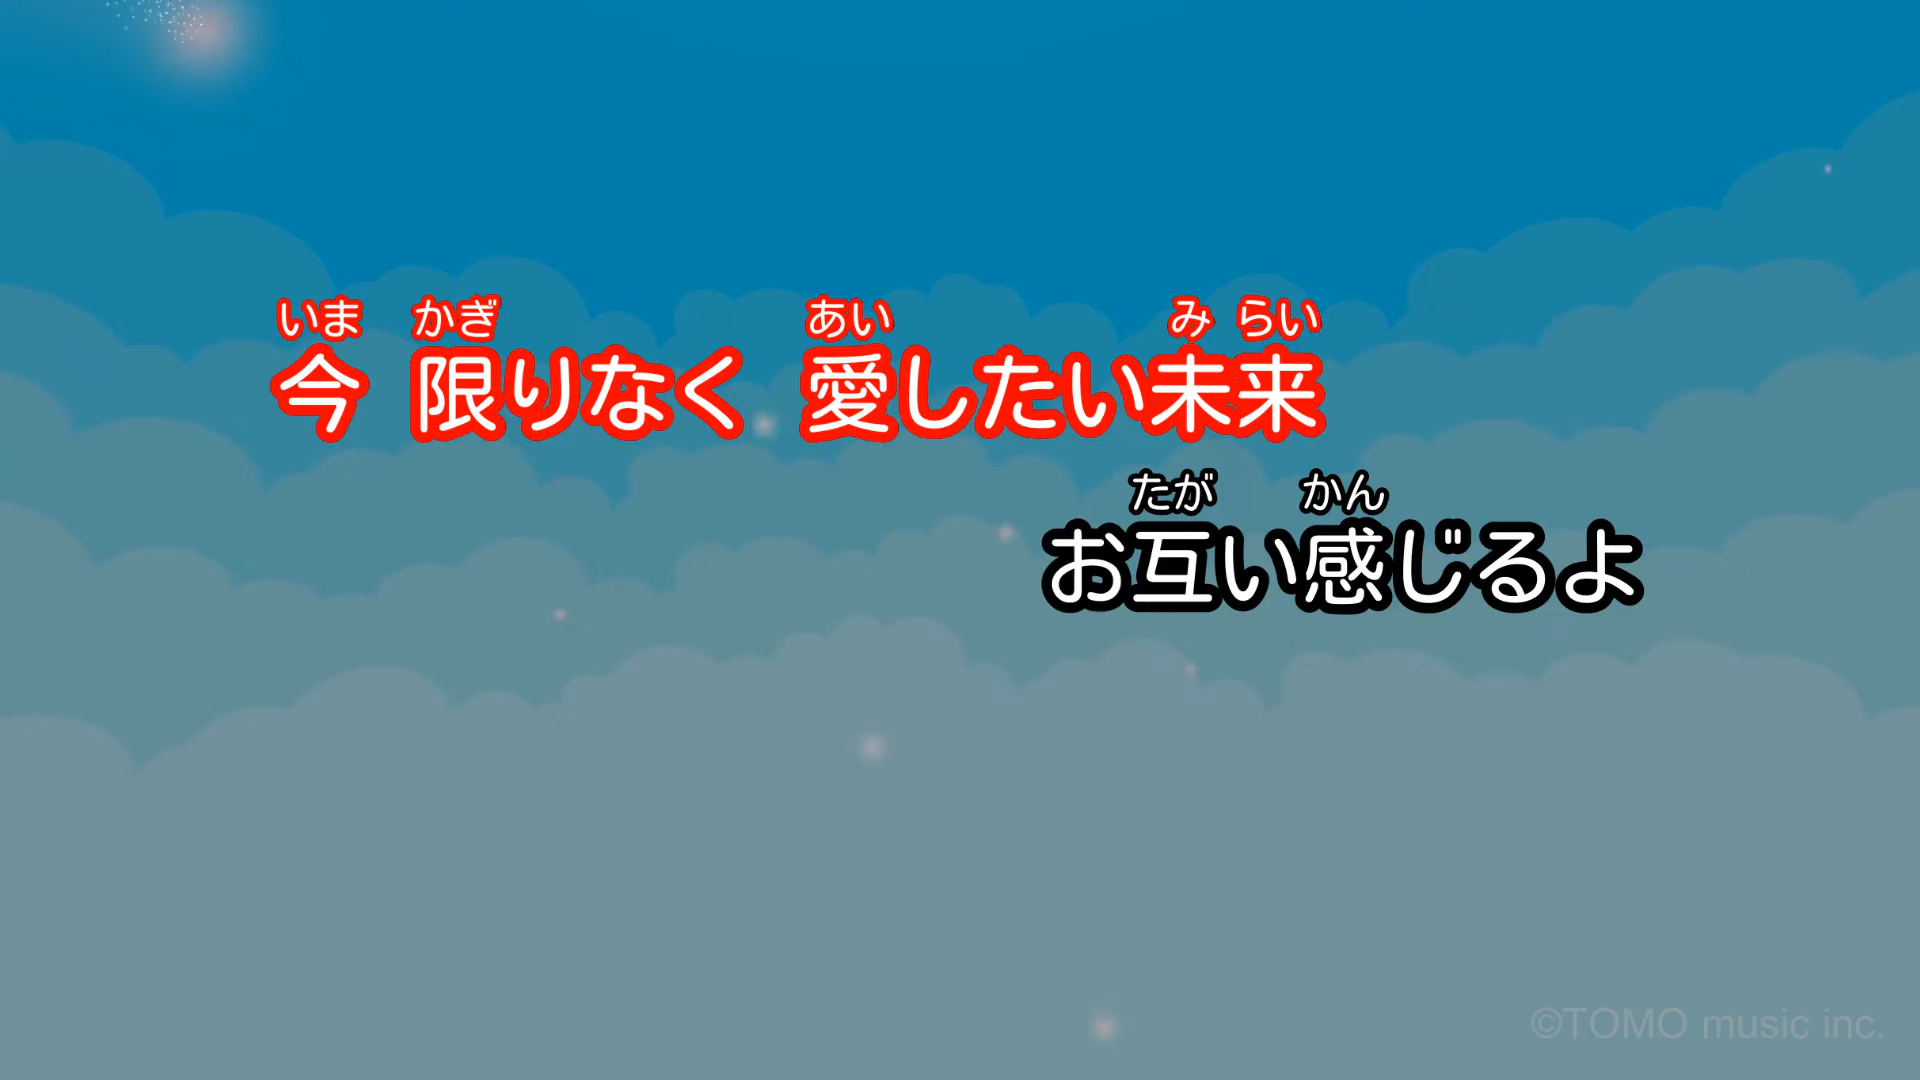 いま かぎ あい み らい
今 限りなく 愛したい未来
たが かん
お互い感じるよ
©TOMO music inc.